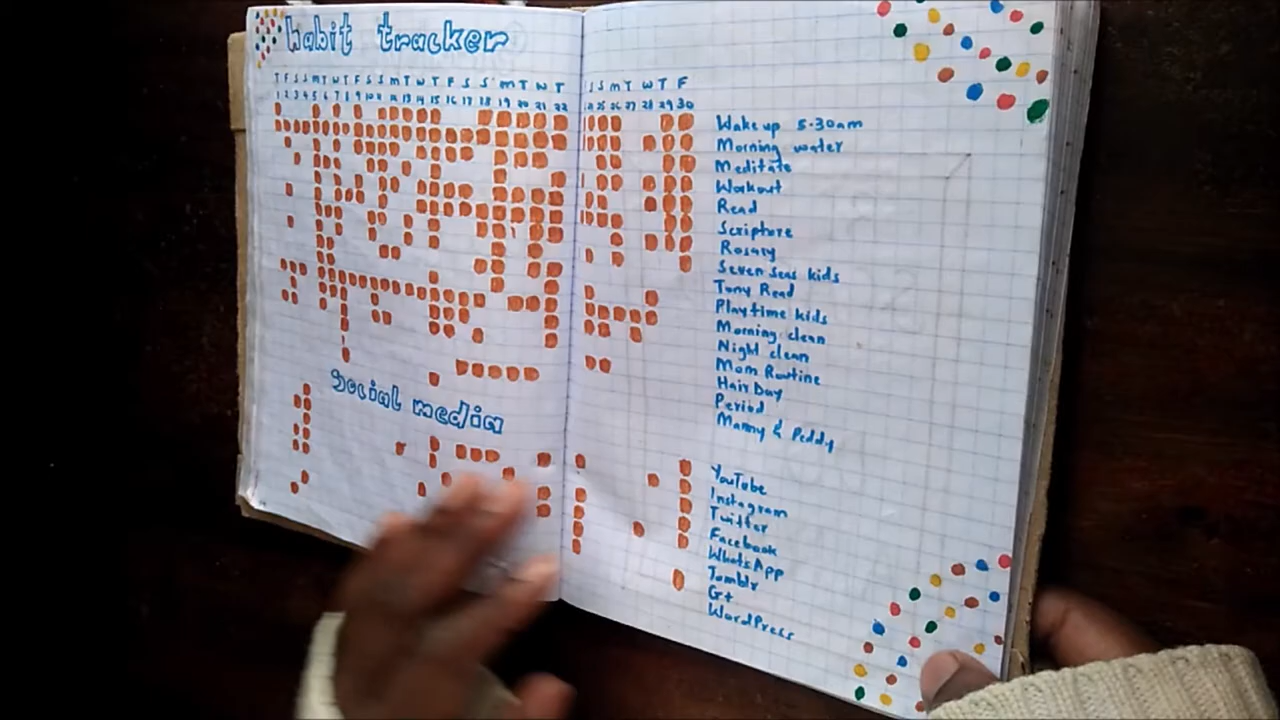 habit tracker
T F S S M T W T F S S M T W T F S S M T W T
1 2 3 4 5 6 7 8 9 10 11 12 13 14 15 16 17 18 19 20 21 22
S S M T W T F
24 25 26 27 28 29 30
Wake up 5.30am
Morning water
Meditate
Workout
Read
Scripture
Rosary
Seven Seas kids
Tony Read
Playtime kids
Morning clean
Night clean
Mom Routine
Hair Day
Period
Manny & Peddy
Social media
YouTube
Instagram
Twitter
Facebook
WhatsApp
Tumblr
G+
WordPress